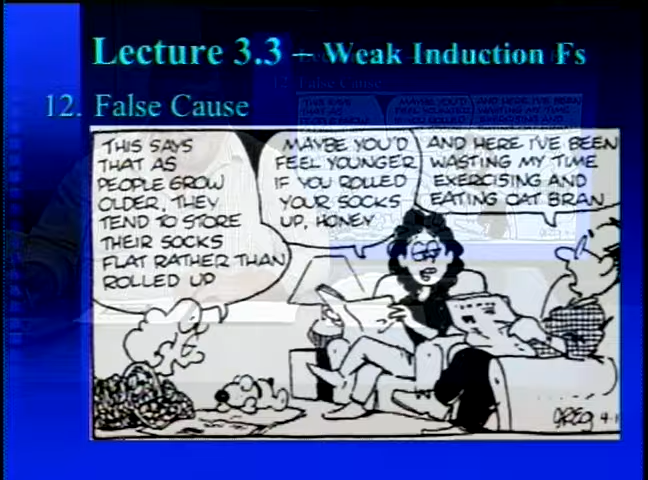 Lecture 3.3 – Weak Induction Fs
12. False Cause
THIS SAYS
THAT AS
PEOPLE GROW
OLDER, THEY
TEND TO STORE
THEIR SOCKS
FLAT RATHER THAN
ROLLED UP
MAYBE YOU'D
FEEL YOUNGER
IF YOU ROLLED
YOUR SOCKS
UP, HONEY
AND HERE I'VE BEEN
WASTING MY TIME
EXERCISING AND
EATING OAT BRAN
GREG 4-1